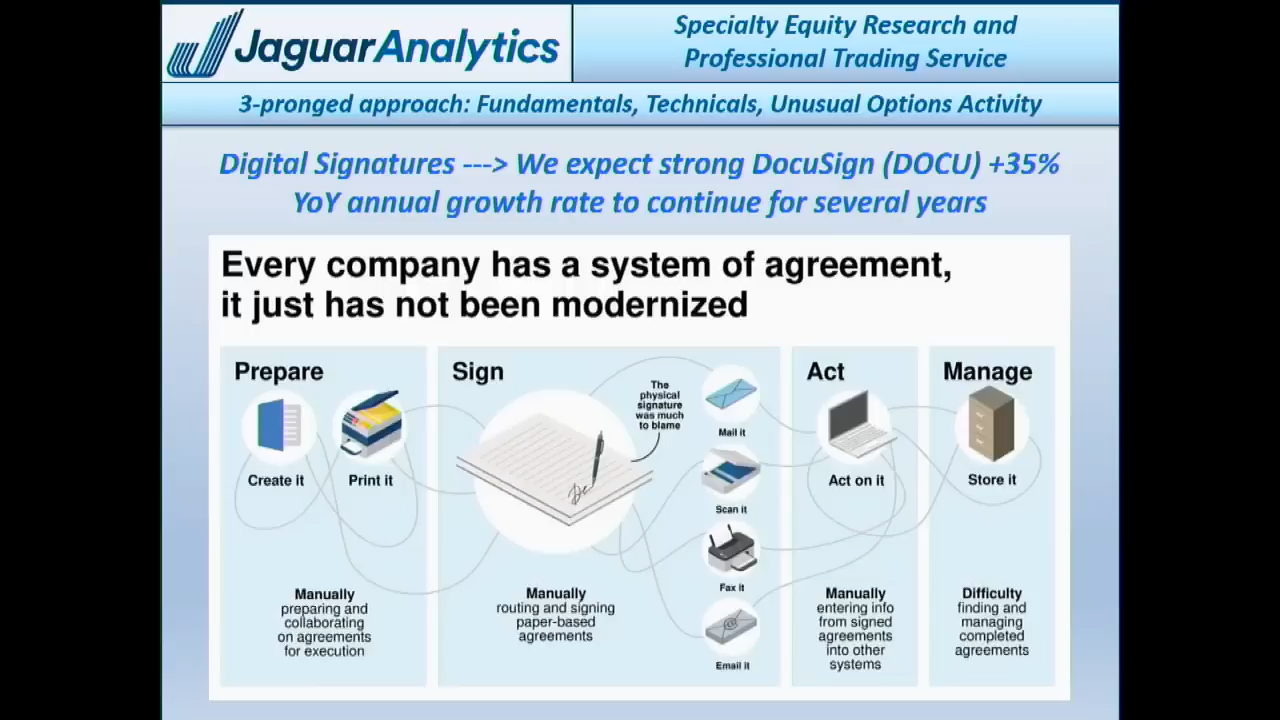 JaguarAnalytics
Specialty Equity Research and
Professional Trading Service
3-pronged approach: Fundamentals, Technicals, Unusual Options Activity
Digital Signatures ---> We expect strong DocuSign (DOCU) +35%
YoY annual growth rate to continue for several years
Every company has a system of agreement,
it just has not been modernized
Prepare
Create it
Print it
Manually
preparing and
collaborating
on agreements
for execution
Sign
The
physical
signature
was much
to blame
Mail it
Scan it
Fax it
Email it
Manually
routing and signing
paper-based
agreements
Act
Act on it
Manually
entering info
from signed
agreements
into other
systems
Manage
Store it
Difficulty
finding and
managing
completed
agreements